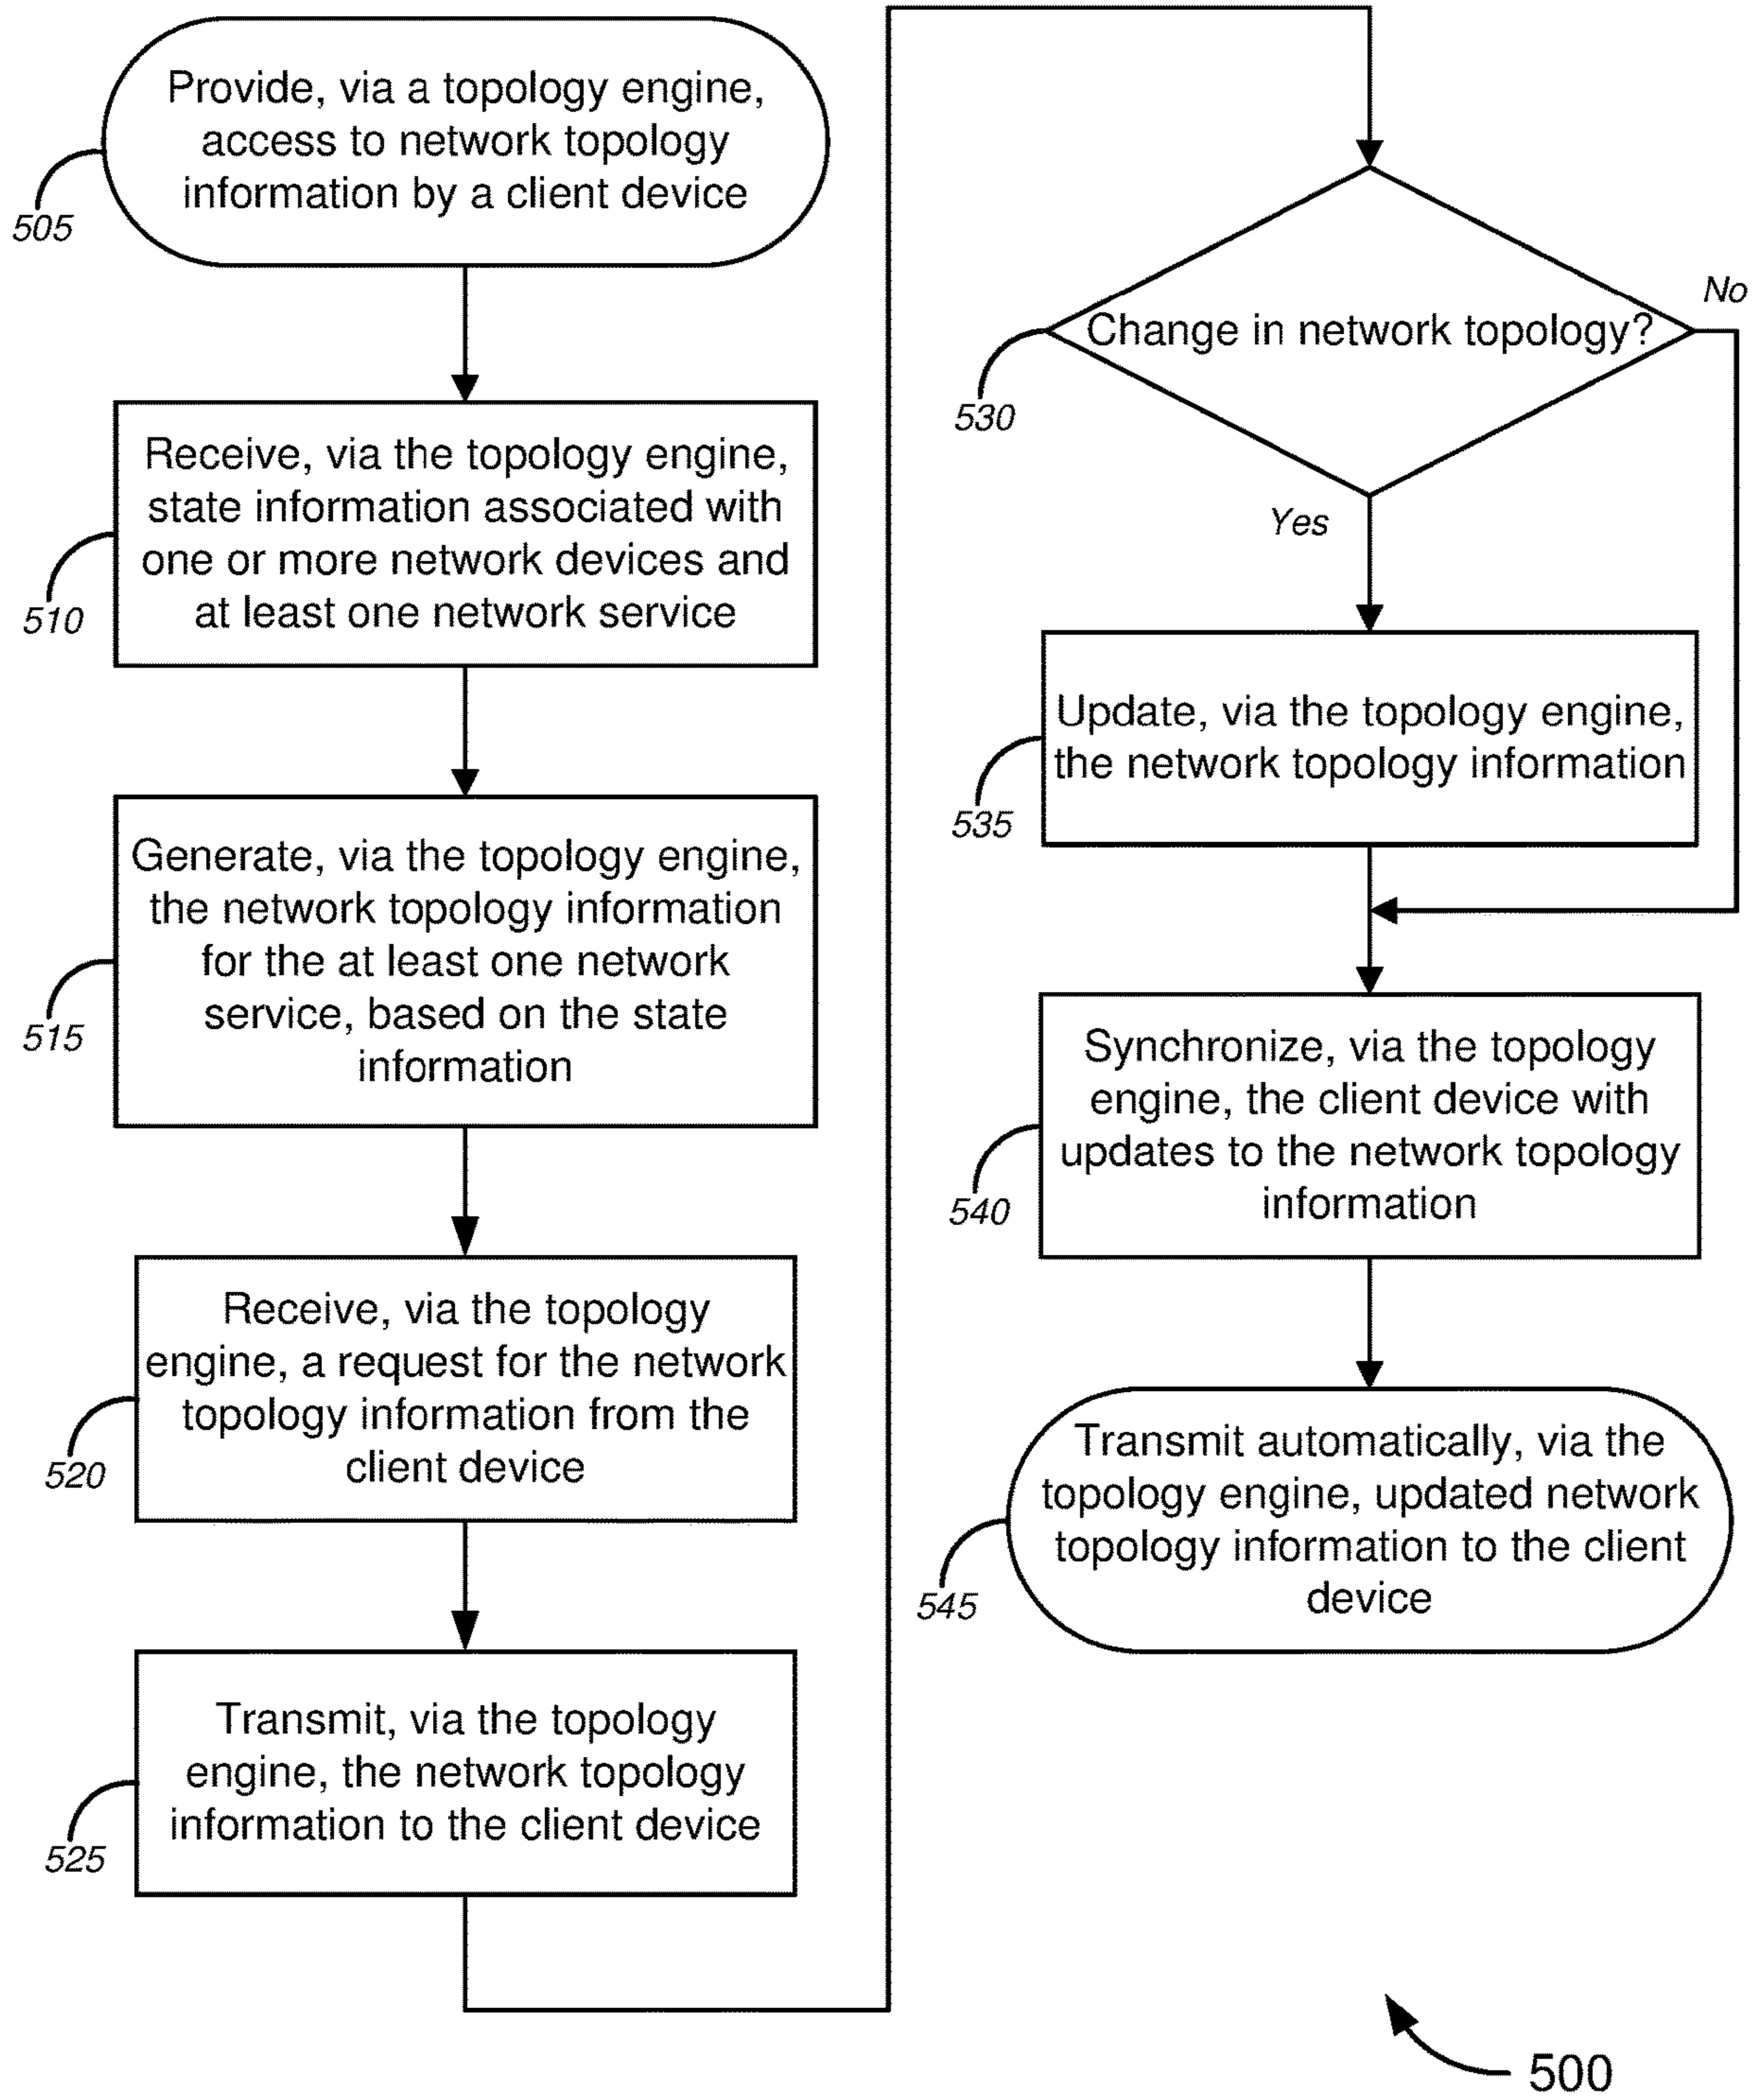 Provide, via a topology engine,
access to network topology
information by a client device
505
Receive, via the topology engine,
state information associated with
one or more network devices and
at least one network service
510
Generate, via the topology engine,
the network topology information
for the at least one network
service, based on the state
information
515
Receive, via the topology
engine, a request for the network
topology information from the
client device
520
Transmit, via the topology
engine, the network topology
information to the client device
525
Change in network topology?
No
530
Yes
Update, via the topology engine,
the network topology information
535
Synchronize, via the topology
engine, the client device with
updates to the network topology
information
540
Transmit automatically, via the
topology engine, updated network
topology information to the client
device
545
500